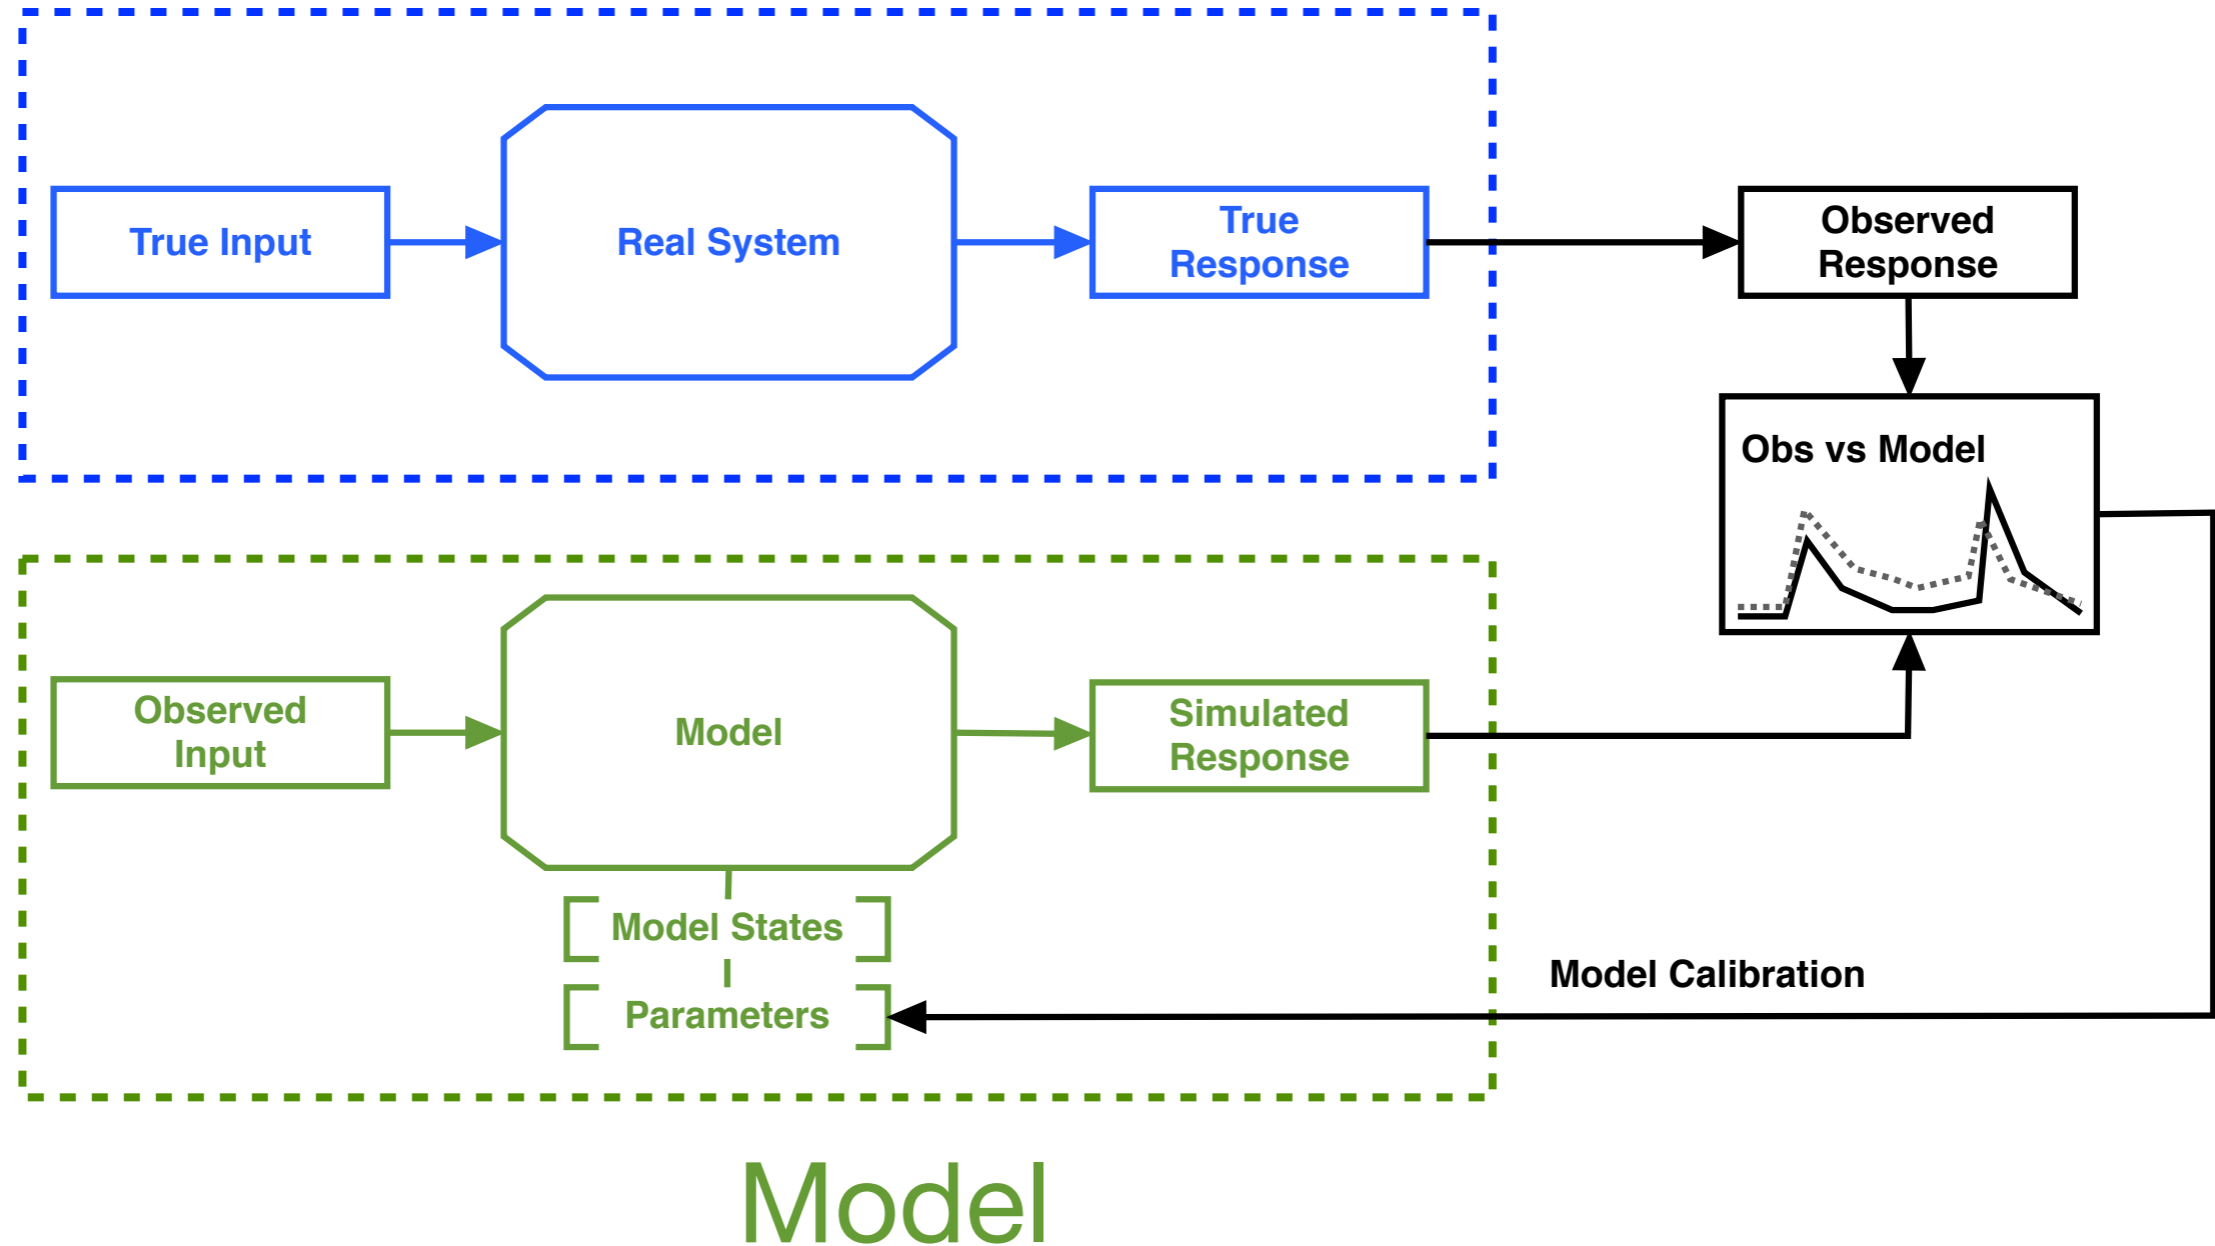 True Input
Real System
True
Response
Observed
Response
Obs vs Model
Observed
Input
Model
Simulated
Response
Model States
Parameters
Model Calibration
Model